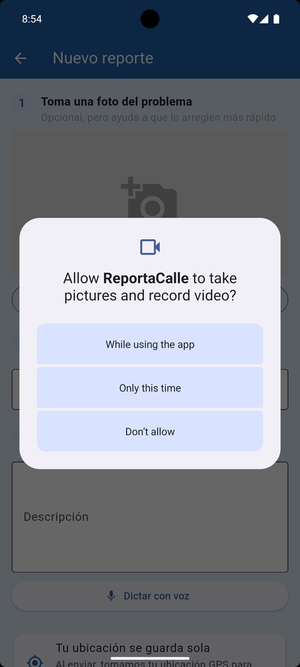 8:54
Nuevo reporte
1
Toma una foto del problema
Opcional, pero ayuda a que lo arreglen más rápido
Allow ReportaCalle to take
pictures and record video?
While using the app
Only this time
Don't allow
Descripción
Dictar con voz
Tu ubicación se guarda sola
Al enviar, tomamos tu ubicación GPS para